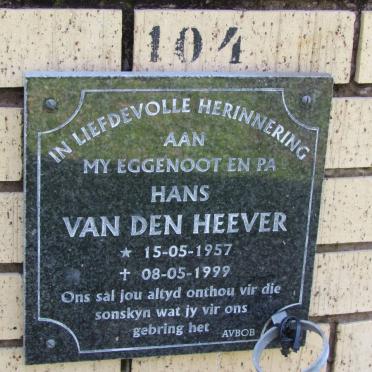 104
IN LIEFDEVOLLE HERINNERING
AAN
MY EGGENOOT EN PA
HANS
VAN DEN HEEVER
★ 15-05-1957
✝ 08-05-1999
Ons sal jou altyd onthou vir die
sonskyn wat jy vir ons
gebring het
AVBOB